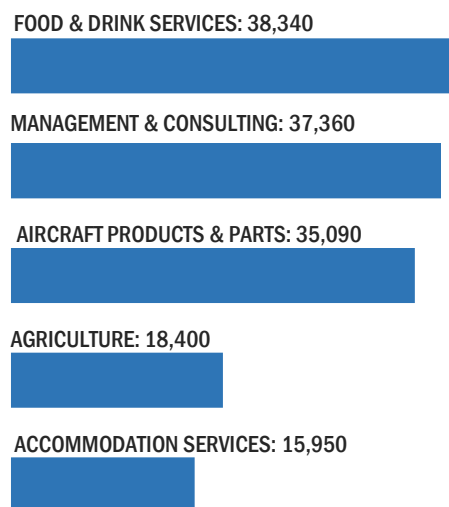 FOOD & DRINK SERVICES: 38,340
MANAGEMENT & CONSULTING: 37,360
AIRCRAFT PRODUCTS & PARTS: 35,090
AGRICULTURE: 18,400
ACCOMMODATION SERVICES: 15,950